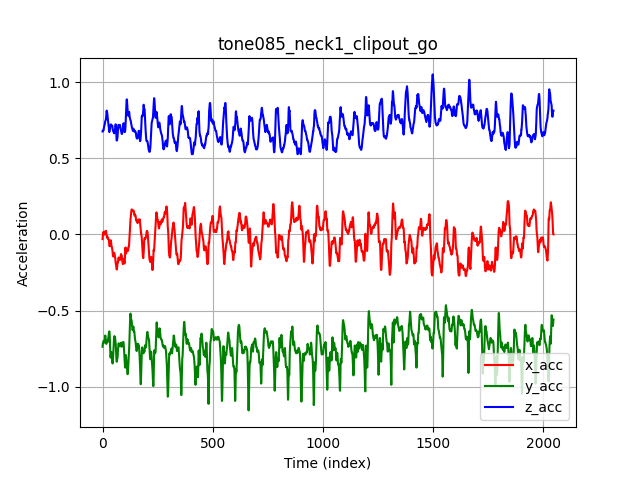 tone085_neck1_clipout_go
1.0
0.5
0.0
−0.5
−1.0
Acceleration
0
500
1000
1500
2000
Time (index)
x_acc
y_acc
z_acc